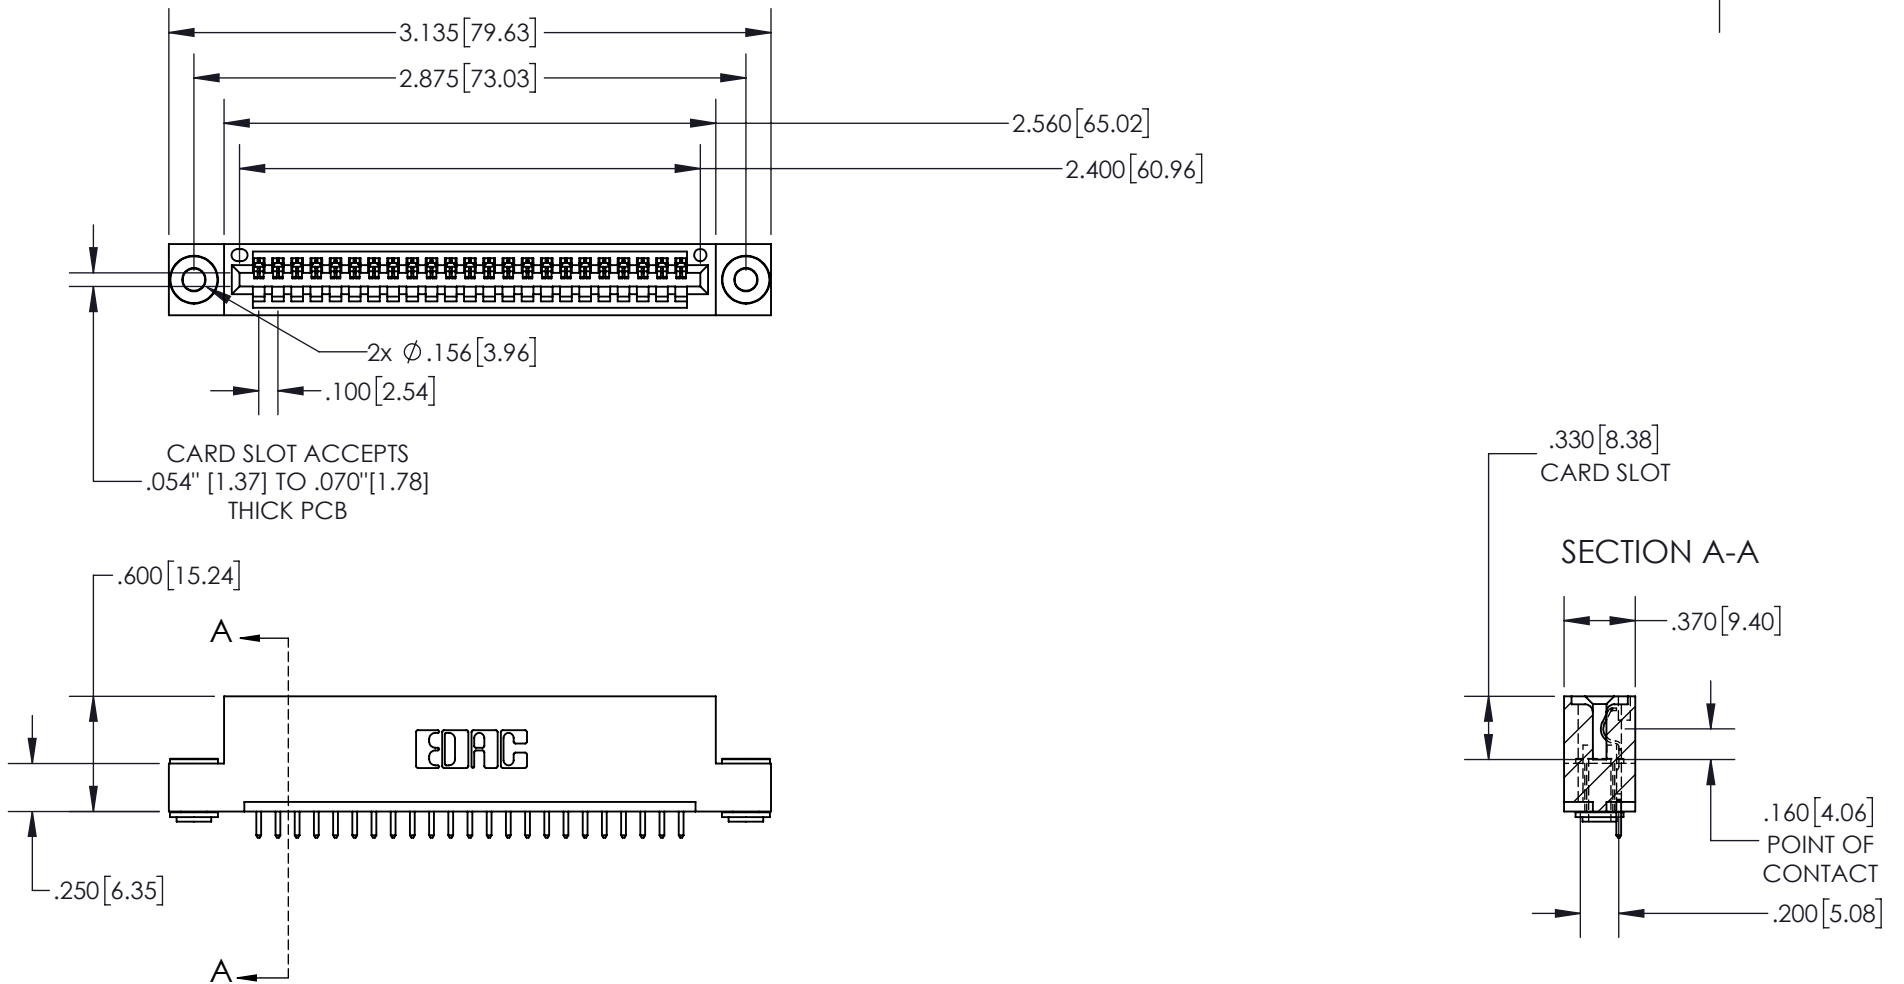 3.135[79.63]
2.875[73.03]
2.560[65.02]
2.400[60.96]
2x Ø.156[3.96]
.100[2.54]
CARD SLOT ACCEPTS
.054" [1.37] TO .070"[1.78]
THICK PCB
.330[8.38]
CARD SLOT
SECTION A-A
.600[15.24]
.370[9.40]
A
EDAC
.160[4.06]
POINT OF
CONTACT
.250[6.35]
.200[5.08]
A